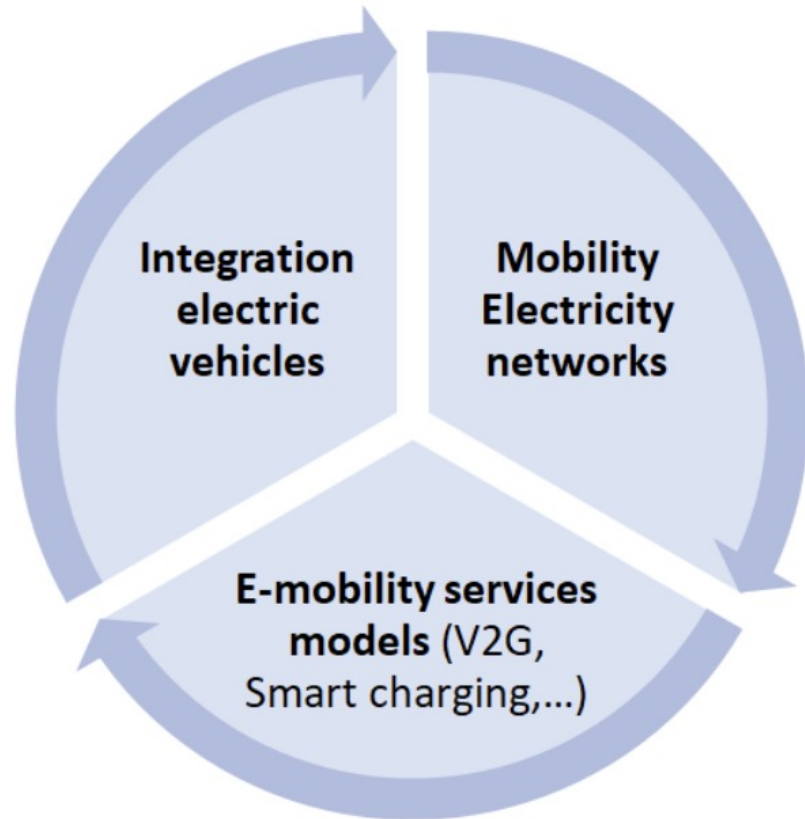 Integration
electric
vehicles
Mobility
Electricity
networks
E-mobility services
models (V2G,
Smart charging,...)